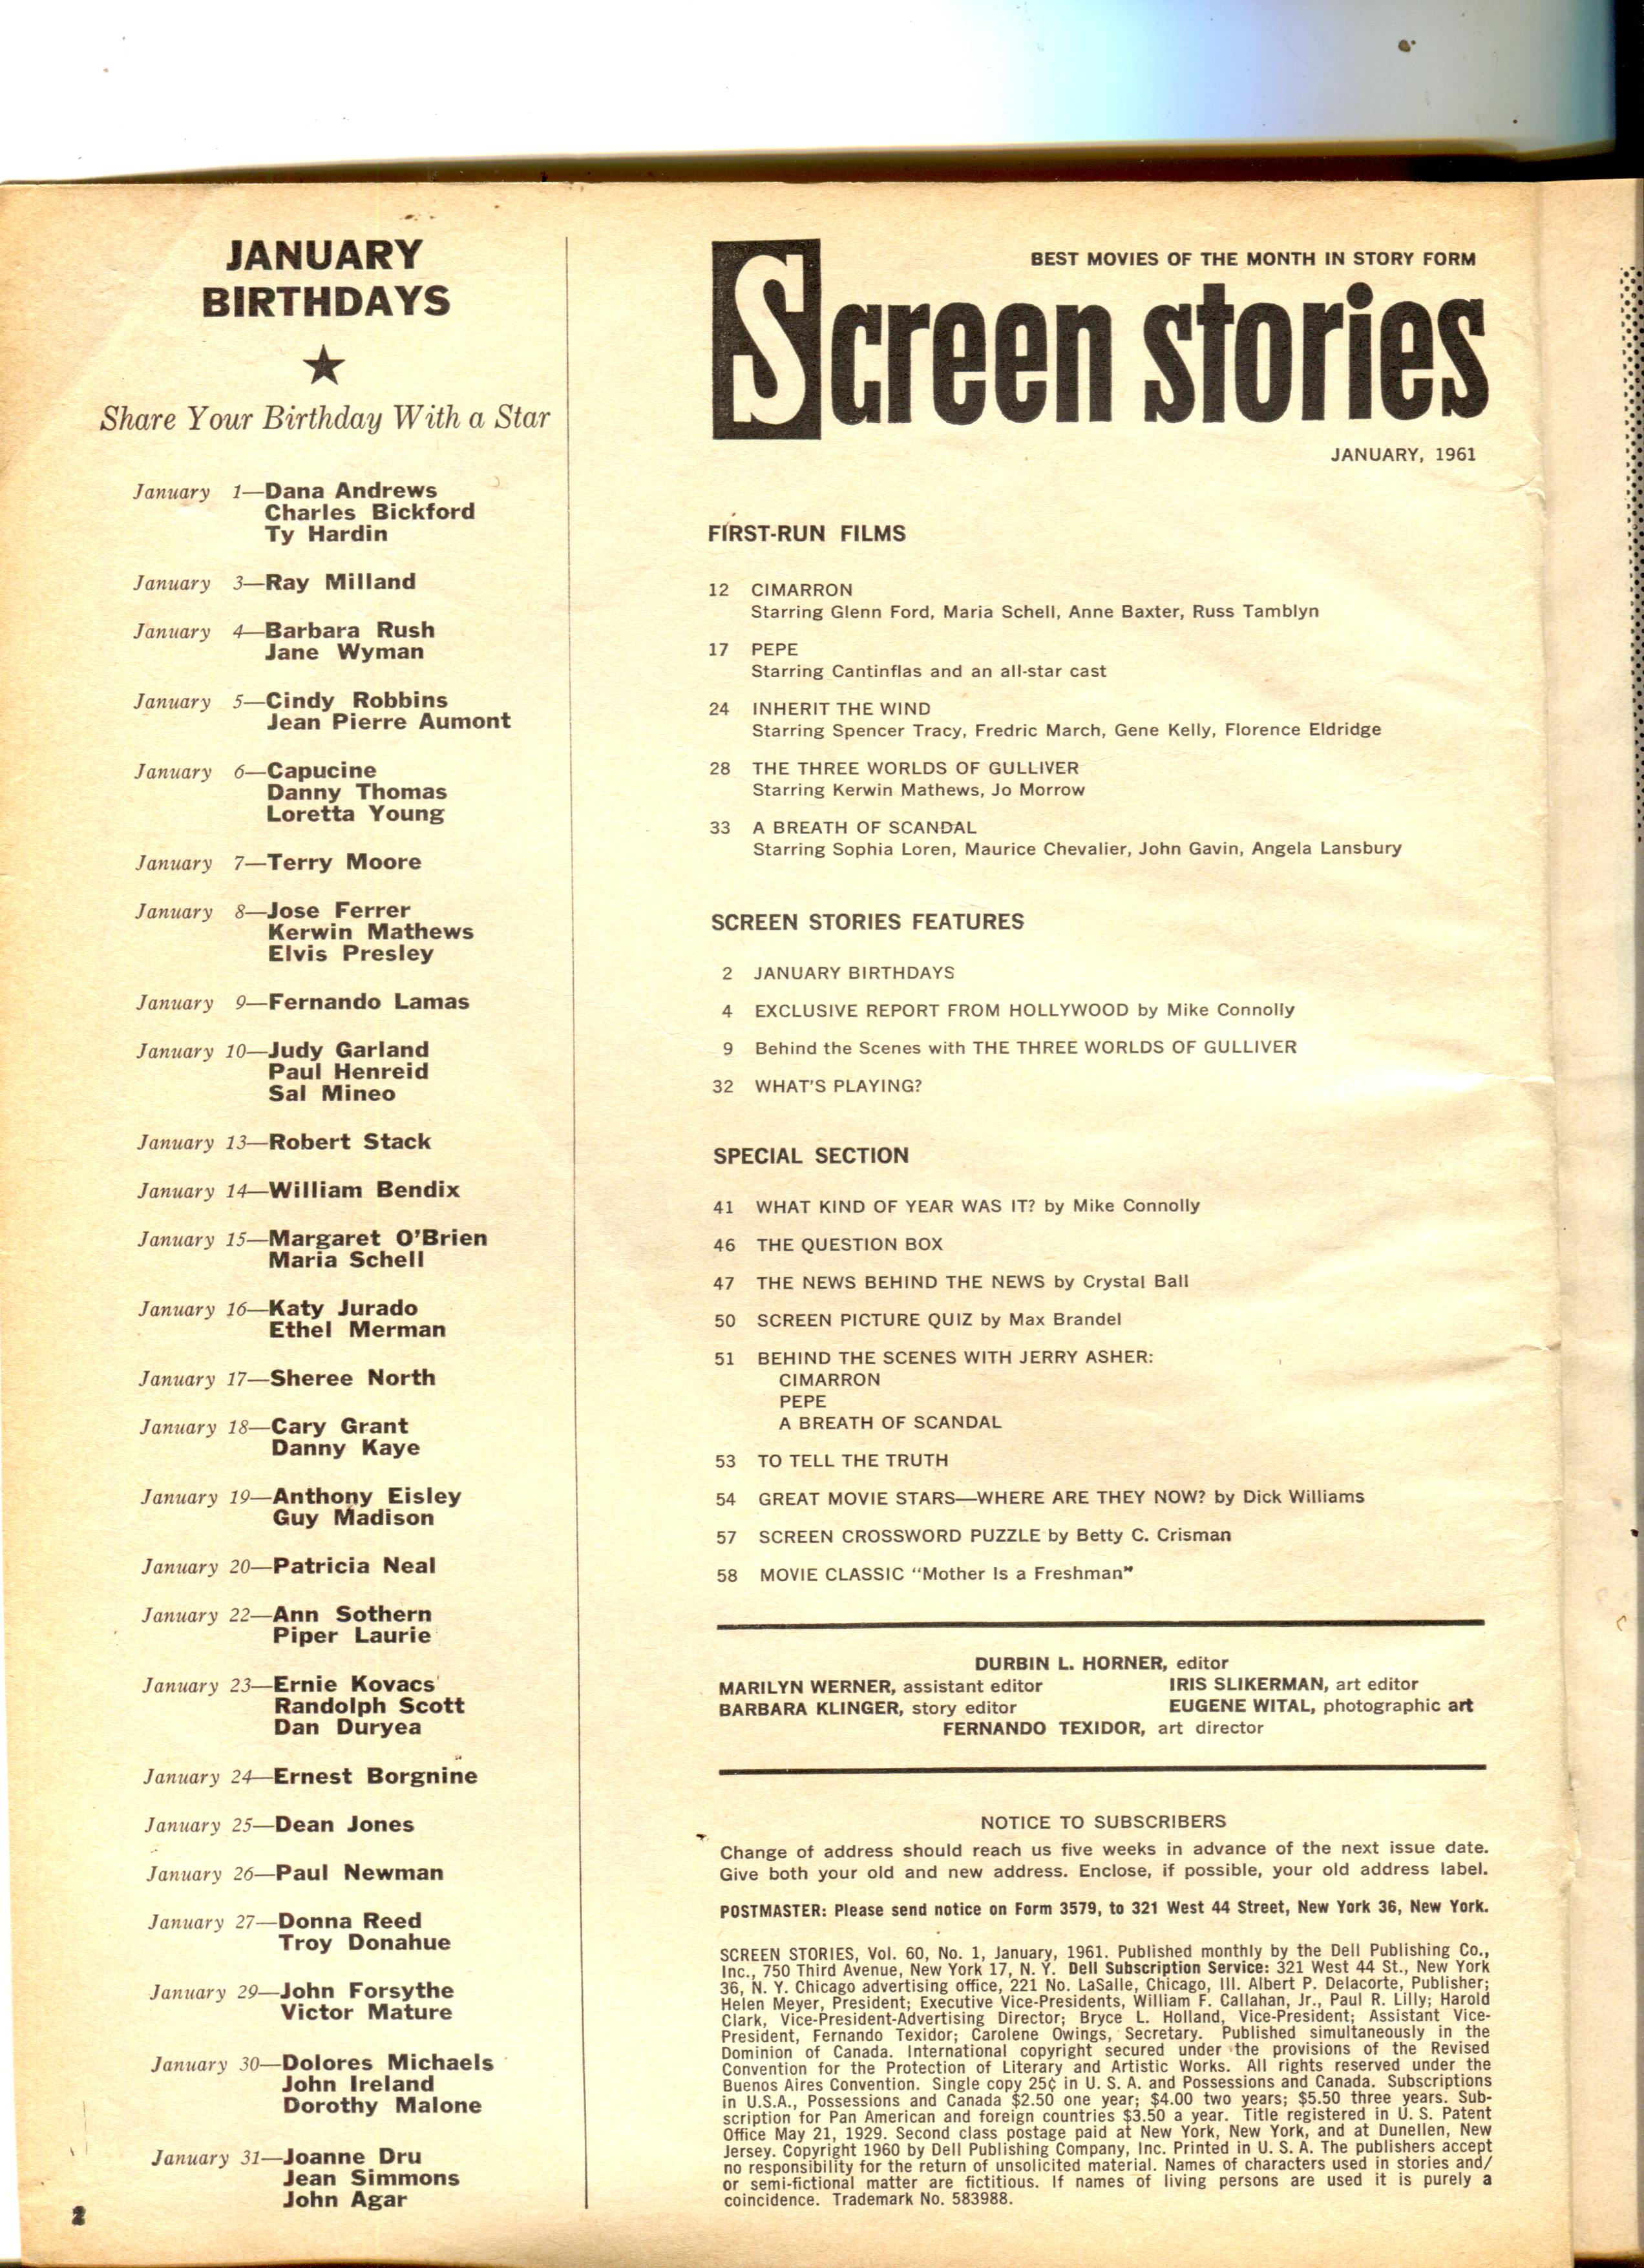 JANUARY
BIRTHDAYS
★
Share Your Birthday With a Star
January 1—Dana Andrews
Charles Bickford
Ty Hardin
January 3—Ray Milland
January 4—Barbara Rush
Jane Wyman
January 5—Cindy Robbins
Jean Pierre Aumont
January 6—Capucine
Danny Thomas
Loretta Young
January 7—Terry Moore
January 8—Jose Ferrer
Kerwin Mathews
Elvis Presley
January 9—Fernando Lamas
January 10—Judy Garland
Paul Henreid
Sal Mineo
January 13—Robert Stack
January 14—William Bendix
January 15—Margaret O'Brien
Maria Schell
January 16—Katy Jurado
Ethel Merman
January 17—Sheree North
January 18—Cary Grant
Danny Kaye
January 19—Anthony Eisley
Guy Madison
January 20—Patricia Neal
January 22—Ann Sothern
Piper Laurie
January 23—Ernie Kovacs
Randolph Scott
Dan Duryea
January 24—Ernest Borgnine
January 25—Dean Jones
January 26—Paul Newman
January 27—Donna Reed
Troy Donahue
January 29—John Forsythe
Victor Mature
January 30—Dolores Michaels
John Ireland
Dorothy Malone
January 31—Joanne Dru
Jean Simmons
John Agar
2
BEST MOVIES OF THE MONTH IN STORY FORM
Screen stories
JANUARY, 1961
FIRST-RUN FILMS
12 CIMARRON
Starring Glenn Ford, Maria Schell, Anne Baxter, Russ Tamblyn
17 PEPE
Starring Cantinflas and an all-star cast
24 INHERIT THE WIND
Starring Spencer Tracy, Fredric March, Gene Kelly, Florence Eldridge
28 THE THREE WORLDS OF GULLIVER
Starring Kerwin Mathews, Jo Morrow
33 A BREATH OF SCANDAL
Starring Sophia Loren, Maurice Chevalier, John Gavin, Angela Lansbury
SCREEN STORIES FEATURES
2 JANUARY BIRTHDAYS
4 EXCLUSIVE REPORT FROM HOLLYWOOD by Mike Connolly
9 Behind the Scenes with THE THREE WORLDS OF GULLIVER
32 WHAT'S PLAYING?
SPECIAL SECTION
41 WHAT KIND OF YEAR WAS IT? by Mike Connolly
46 THE QUESTION BOX
47 THE NEWS BEHIND THE NEWS by Crystal Ball
50 SCREEN PICTURE QUIZ by Max Brandel
51 BEHIND THE SCENES WITH JERRY ASHER:
CIMARRON
PEPE
A BREATH OF SCANDAL
53 TO TELL THE TRUTH
54 GREAT MOVIE STARS—WHERE ARE THEY NOW? by Dick Williams
57 SCREEN CROSSWORD PUZZLE by Betty C. Crisman
58 MOVIE CLASSIC "Mother Is a Freshman"
DURBIN L. HORNER, editor
MARILYN WERNER, assistant editor IRIS SLIKERMAN, art editor
BARBARA KLINGER, story editor EUGENE WITAL, photographic art
FERNANDO TEXIDOR, art director
NOTICE TO SUBSCRIBERS
Change of address should reach us five weeks in advance of the next issue date.
Give both your old and new address. Enclose, if possible, your old address label.
POSTMASTER: Please send notice on Form 3579, to 321 West 44 Street, New York 36, New York.
SCREEN STORIES, Vol. 60, No. 1, January, 1961. Published monthly by the Dell Publishing Co.,
Inc., 750 Third Avenue, New York 17, N. Y. Dell Subscription Service: 321 West 44 St., New York
36, N. Y. Chicago advertising office, 221 No. LaSalle, Chicago, Ill. Albert P. Delacorte, Publisher;
Helen Meyer, President; Executive Vice-Presidents, William F. Callahan, Jr., Paul R. Lilly; Harold
Clark, Vice-President-Advertising Director; Bryce L. Holland, Vice-President; Assistant Vice-
President, Fernando Texidor; Carolene Owings, Secretary. Published simultaneously in the
Dominion of Canada. International copyright secured under the provisions of the Revised
Convention for the Protection of Literary and Artistic Works. All rights reserved under the
Buenos Aires Convention. Single copy 25¢ in U. S. A. and Possessions and Canada. Subscriptions
in U.S.A., Possessions and Canada $2.50 one year; $4.00 two years; $5.50 three years. Sub-
scription for Pan American and foreign countries $3.50 a year. Title registered in U. S. Patent
Office May 21, 1929. Second class postage paid at New York, New York, and at Dunellen, New
Jersey. Copyright 1960 by Dell Publishing Company, Inc. Printed in U. S. A. The publishers accept
no responsibility for the return of unsolicited material. Names of characters used in stories and/
or semi-fictional matter are fictitious. If names of living persons are used it is purely a
coincidence. Trademark No. 583988.